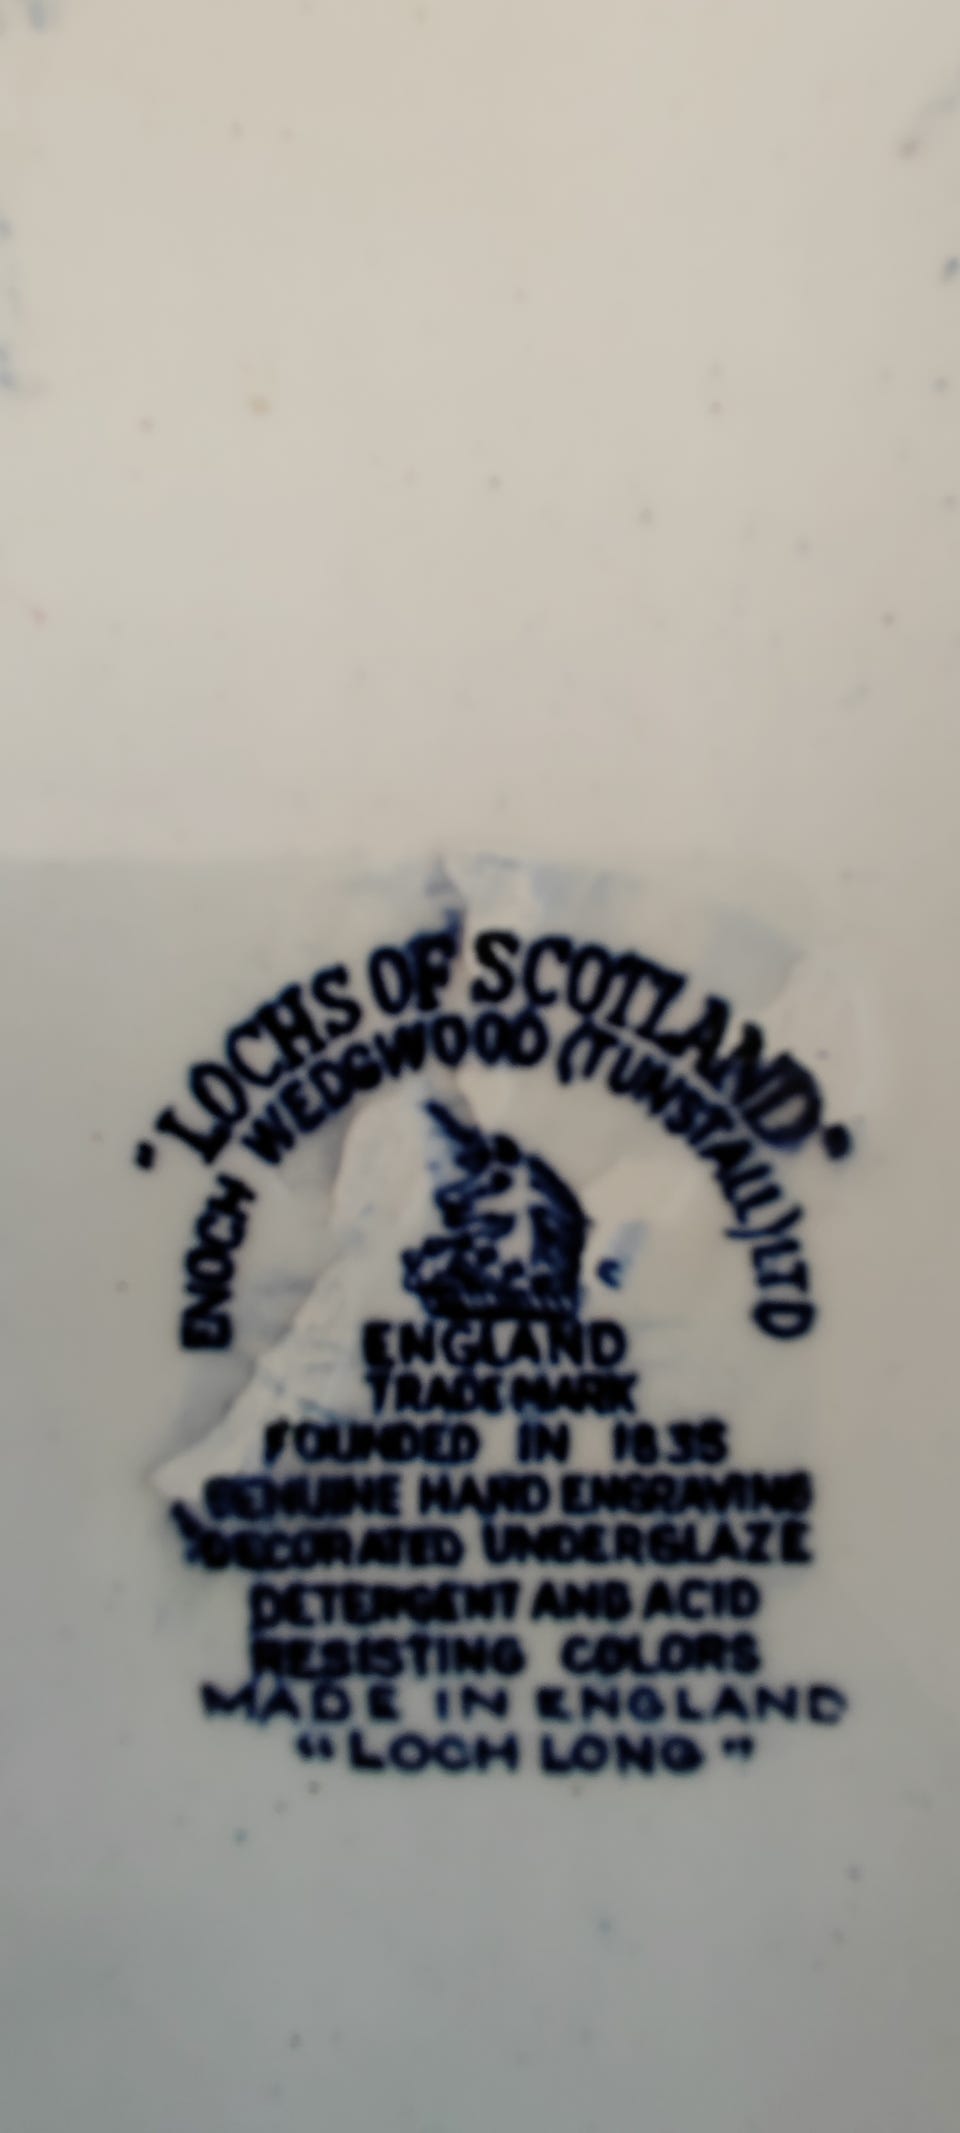 "LOCHS OF SCOTLAND"
ENOCH WEDGWOOD (TUNSTALL) LTD
ENGLAND
TRADE MARK
FOUNDED IN 1835
GENUINE HAND ENGRAVING
DECORATED UNDERGLAZE
DETERGENT AND ACID
RESISTING COLORS
MADE IN ENGLAND
"LOCH LONG"